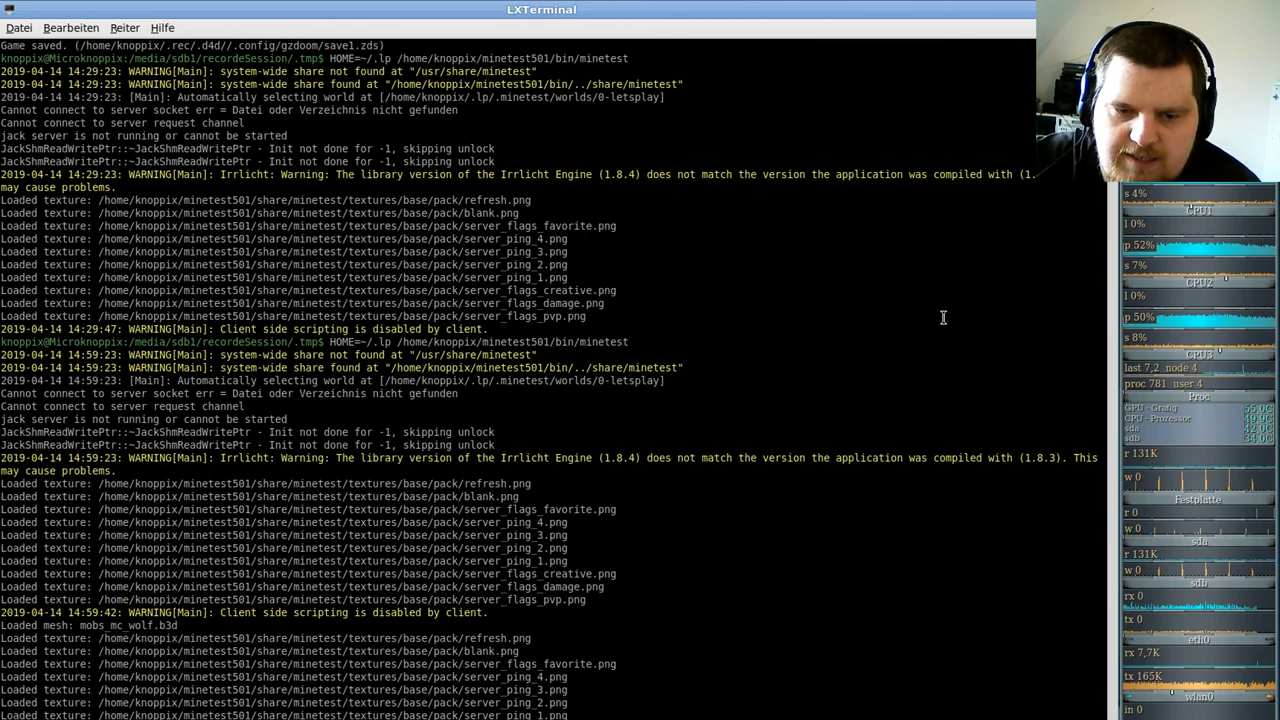 LXTerminal
Datei Bearbeiten Reiter Hilfe
Game saved. (/home/knoppix/.rec/.d4d//.config/gzdoom/save1.zds)
knoppix@Microknoppix:/media/sdb1/recordeSession/.tmp$ HOME=~/.lp /home/knoppix/minetest501/bin/minetest
2019-04-14 14:29:23: WARNING[Main]: system-wide share not found at "/usr/share/minetest"
2019-04-14 14:29:23: WARNING[Main]: system-wide share found at "/home/knoppix/minetest501/bin/../share/minetest"
2019-04-14 14:29:23: [Main]: Automatically selecting world at [/home/knoppix/.lp/.minetest/worlds/0-letsplay]
Cannot connect to server socket err = Datei oder Verzeichnis nicht gefunden
Cannot connect to server request channel
jack server is not running or cannot be started
JackShmReadWritePtr::~JackShmReadWritePtr - Init not done for -1, skipping unlock
JackShmReadWritePtr::~JackShmReadWritePtr - Init not done for -1, skipping unlock
2019-04-14 14:29:23: WARNING[Main]: Irrlicht: Warning: The library version of the Irrlicht Engine (1.8.4) does not match the version the application was compiled with (1.
may cause problems.
Loaded texture: /home/knoppix/minetest501/share/minetest/textures/base/pack/refresh.png
Loaded texture: /home/knoppix/minetest501/share/minetest/textures/base/pack/blank.png
Loaded texture: /home/knoppix/minetest501/share/minetest/textures/base/pack/server_flags_favorite.png
Loaded texture: /home/knoppix/minetest501/share/minetest/textures/base/pack/server_ping_4.png
Loaded texture: /home/knoppix/minetest501/share/minetest/textures/base/pack/server_ping_3.png
Loaded texture: /home/knoppix/minetest501/share/minetest/textures/base/pack/server_ping_2.png
Loaded texture: /home/knoppix/minetest501/share/minetest/textures/base/pack/server_ping_1.png
Loaded texture: /home/knoppix/minetest501/share/minetest/textures/base/pack/server_flags_creative.png
Loaded texture: /home/knoppix/minetest501/share/minetest/textures/base/pack/server_flags_damage.png
Loaded texture: /home/knoppix/minetest501/share/minetest/textures/base/pack/server_flags_pvp.png
2019-04-14 14:29:47: WARNING[Main]: Client side scripting is disabled by client.
knoppix@Microknoppix:/media/sdb1/recordeSession/.tmp$ HOME=~/.lp /home/knoppix/minetest501/bin/minetest
2019-04-14 14:59:23: WARNING[Main]: system-wide share not found at "/usr/share/minetest"
2019-04-14 14:59:23: WARNING[Main]: system-wide share found at "/home/knoppix/minetest501/bin/../share/minetest"
2019-04-14 14:59:23: [Main]: Automatically selecting world at [/home/knoppix/.lp/.minetest/worlds/0-letsplay]
Cannot connect to server socket err = Datei oder Verzeichnis nicht gefunden
Cannot connect to server request channel
jack server is not running or cannot be started
JackShmReadWritePtr::~JackShmReadWritePtr - Init not done for -1, skipping unlock
JackShmReadWritePtr::~JackShmReadWritePtr - Init not done for -1, skipping unlock
2019-04-14 14:59:23: WARNING[Main]: Irrlicht: Warning: The library version of the Irrlicht Engine (1.8.4) does not match the version the application was compiled with (1.8.3). This
may cause problems.
Loaded texture: /home/knoppix/minetest501/share/minetest/textures/base/pack/refresh.png
Loaded texture: /home/knoppix/minetest501/share/minetest/textures/base/pack/blank.png
Loaded texture: /home/knoppix/minetest501/share/minetest/textures/base/pack/server_flags_favorite.png
Loaded texture: /home/knoppix/minetest501/share/minetest/textures/base/pack/server_ping_4.png
Loaded texture: /home/knoppix/minetest501/share/minetest/textures/base/pack/server_ping_3.png
Loaded texture: /home/knoppix/minetest501/share/minetest/textures/base/pack/server_ping_2.png
Loaded texture: /home/knoppix/minetest501/share/minetest/textures/base/pack/server_ping_1.png
Loaded texture: /home/knoppix/minetest501/share/minetest/textures/base/pack/server_flags_creative.png
Loaded texture: /home/knoppix/minetest501/share/minetest/textures/base/pack/server_flags_damage.png
Loaded texture: /home/knoppix/minetest501/share/minetest/textures/base/pack/server_flags_pvp.png
2019-04-14 14:59:42: WARNING[Main]: Client side scripting is disabled by client.
Loaded mesh: mobs_mc_wolf.b3d
Loaded texture: /home/knoppix/minetest501/share/minetest/textures/base/pack/refresh.png
Loaded texture: /home/knoppix/minetest501/share/minetest/textures/base/pack/blank.png
Loaded texture: /home/knoppix/minetest501/share/minetest/textures/base/pack/server_flags_favorite.png
Loaded texture: /home/knoppix/minetest501/share/minetest/textures/base/pack/server_ping_4.png
Loaded texture: /home/knoppix/minetest501/share/minetest/textures/base/pack/server_ping_3.png
Loaded texture: /home/knoppix/minetest501/share/minetest/textures/base/pack/server_ping_2.png
Loaded texture: /home/knoppix/minetest501/share/minetest/textures/base/pack/server_ping_1.png
s 4%
CPU1
l 0%
p 52%
s 7%
CPU2
l 0%
p 50%
s 8%
CPU3
last 7,2 node 4
proc 781 user 4
Proc
GPU - Grafig 55.0C
CPU - Prozessor 49.9C
sda 42.0C
sdb 34.0C
r 131K
w 0
Festplatte
r 0
w 0
sda
r 131K
w 0
sdb
rx 0
tx 0
eth0
rx 7,7K
tx 165K
wlan0
in 0